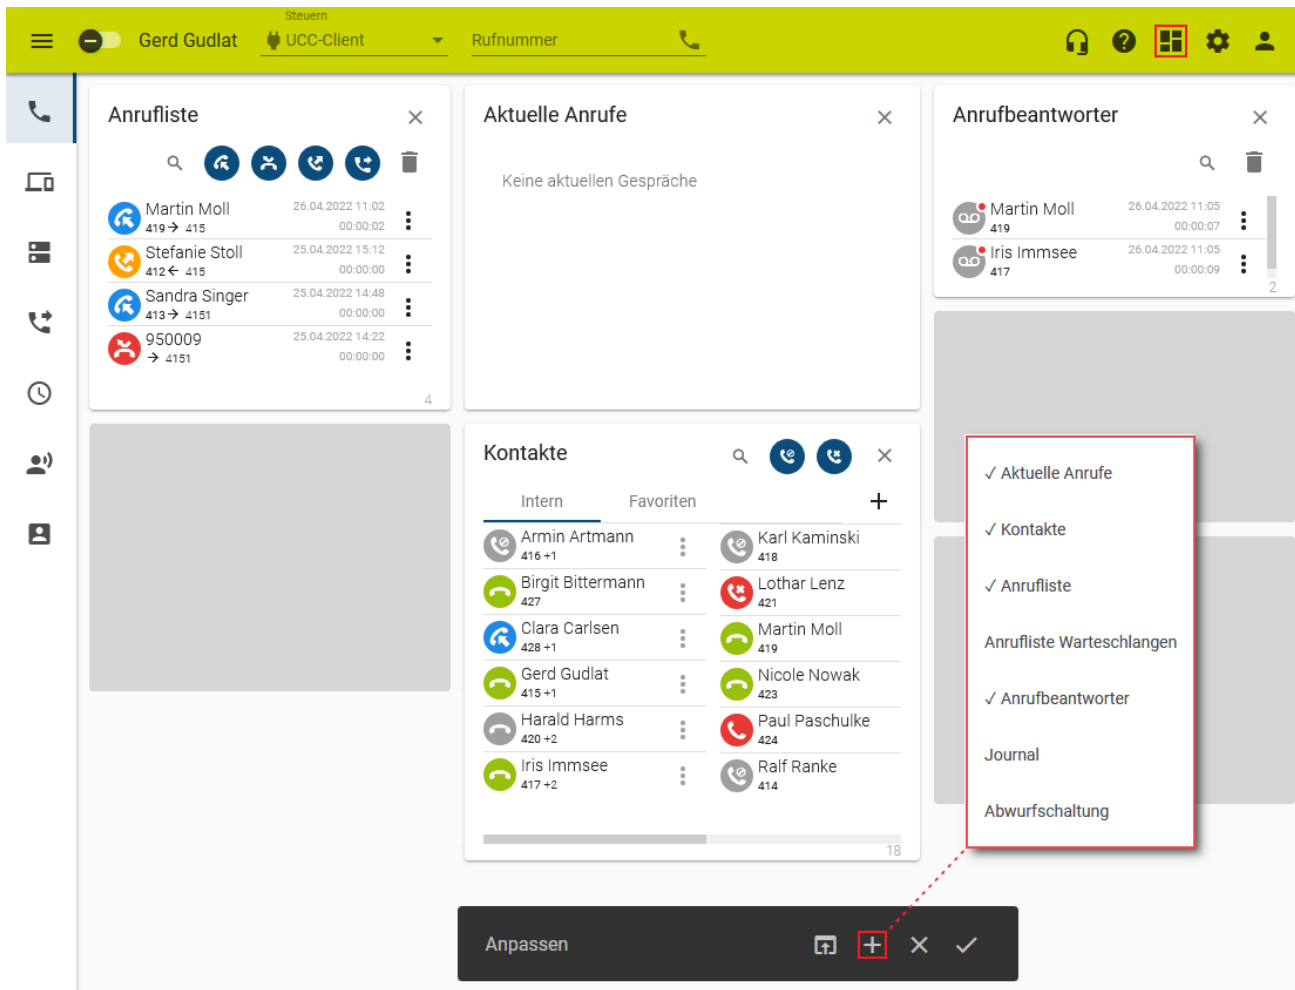 Steuern
Gerd Gudlat UCC-Client Rufnummer
Anrufliste
Martin Moll 26.04.2022 11:02
419 → 415 00:00:02
Stefanie Stoll 25.04.2022 15:12
412 ← 415 00:00:00
Sandra Singer 25.04.2022 14:48
413 → 4151 00:00:00
950009 25.04.2022 14:22
→ 4151 00:00:00
4
Aktuelle Anrufe
Keine aktuellen Gespräche
Anrufbeantworter
Martin Moll 26.04.2022 11:05
419 00:00:07
Iris Immsee 26.04.2022 11:05
417 00:00:09
2
Kontakte
Intern Favoriten
Armin Artmann
416 +1
Birgit Bittermann
427
Clara Carlsen
428 +1
Gerd Gudlat
415 +1
Harald Harms
420 +2
Iris Immsee
417 +2
Karl Kaminski
418
Lothar Lenz
421
Martin Moll
419
Nicole Nowak
423
Paul Paschulke
424
Ralf Ranke
414
18
✓ Aktuelle Anrufe
✓ Kontakte
✓ Anrufliste
Anrufliste Warteschlangen
✓ Anrufbeantworter
Journal
Abwurfschaltung
Anpassen